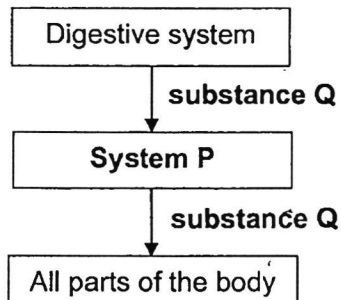 Digestive system
substance Q
System P
substance Q
All parts of the body